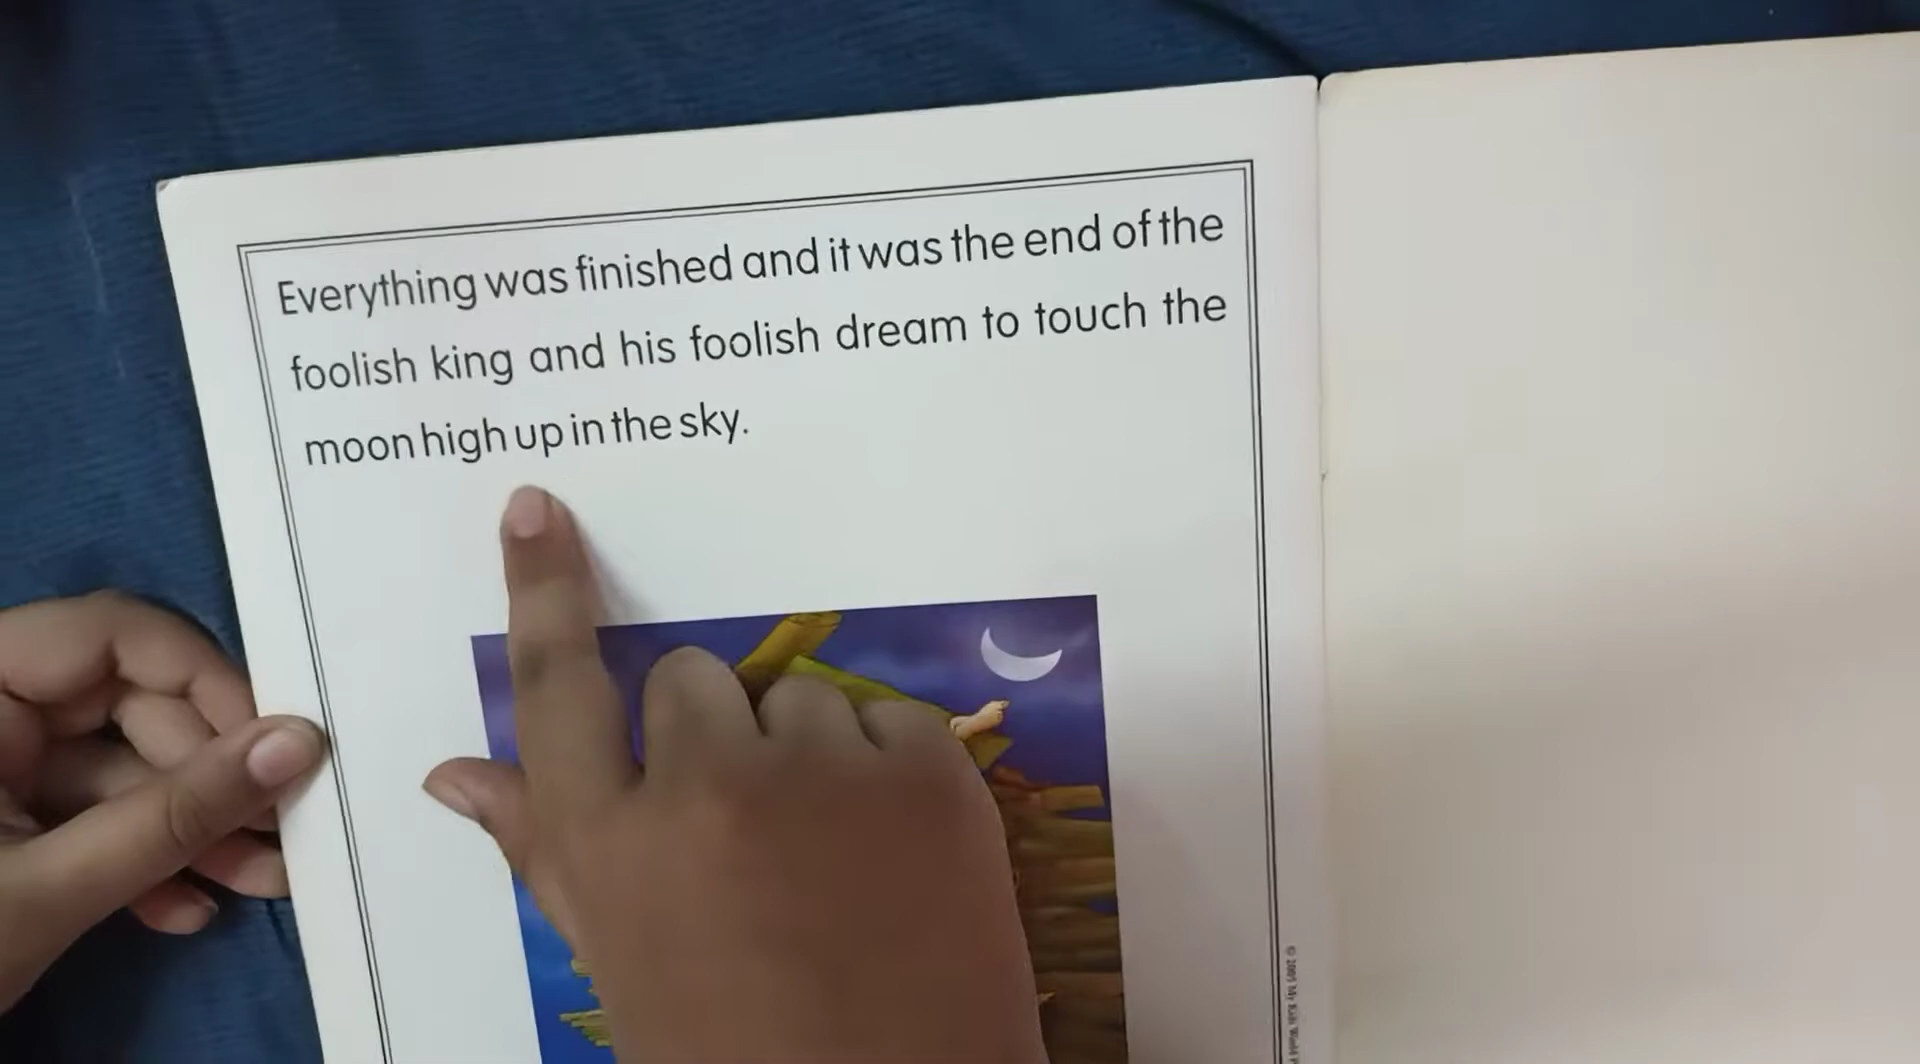 Everything was finished and it was the end of the
foolish king and his foolish dream to touch the
moon high up in the sky.